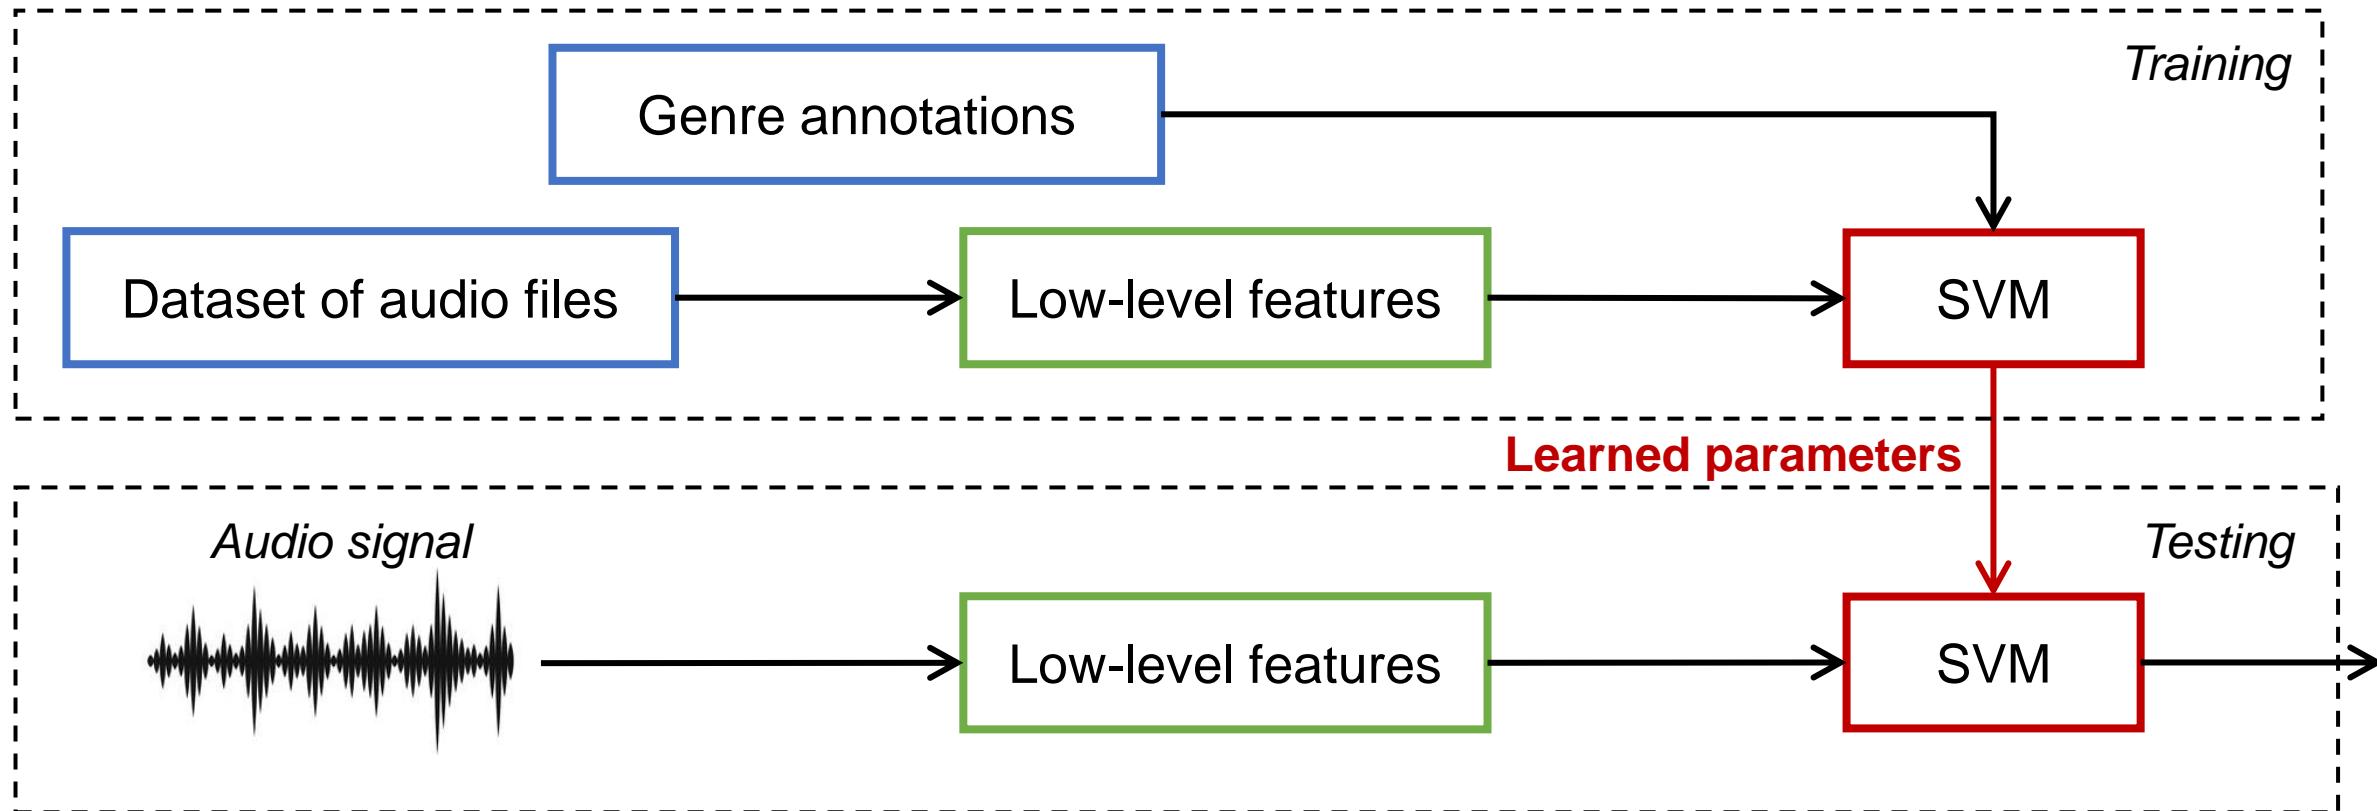 Training
Genre annotations
Dataset of audio files
Low-level features
SVM
Learned parameters
Audio signal
Testing
Low-level features
SVM